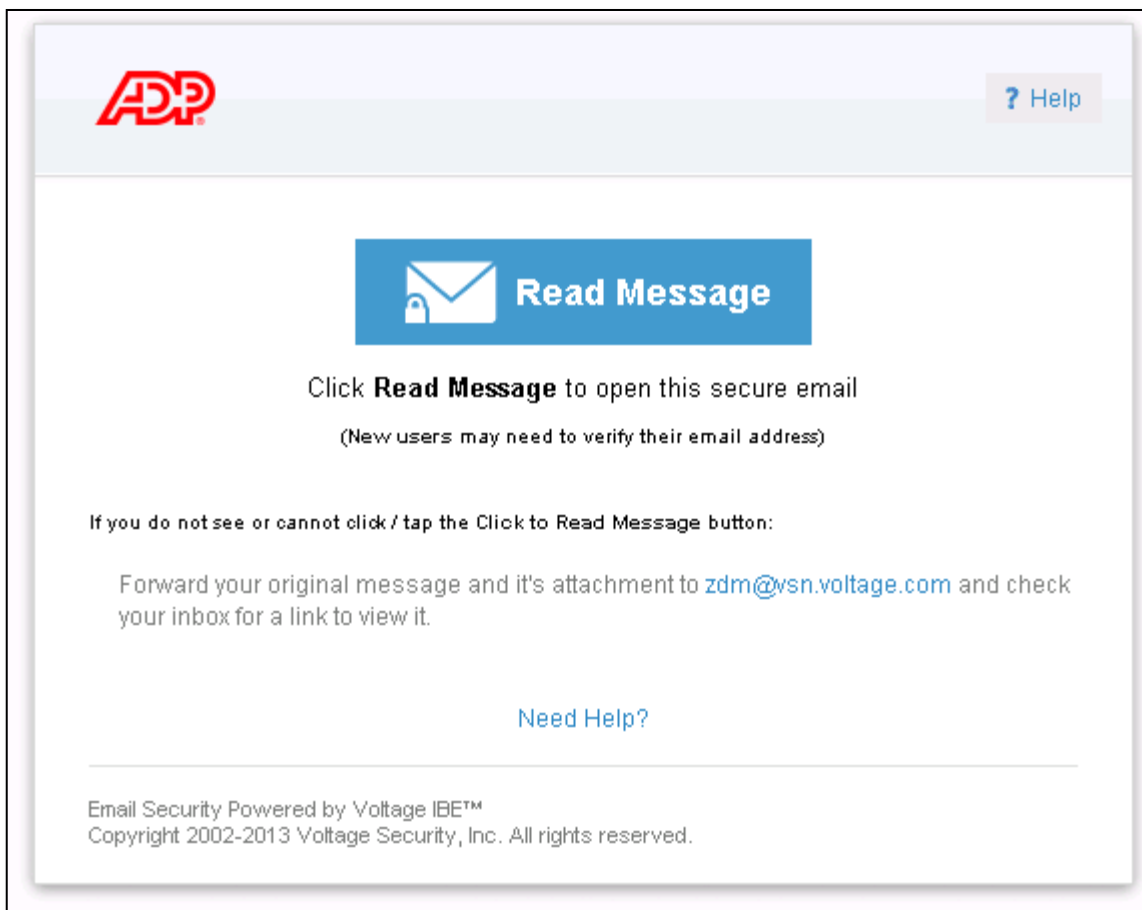 ADP
? Help
Read Message
Click Read Message to open this secure email
(New users may need to verify their email address)
If you do not see or cannot click / tap the Click to Read Message button:
Forward your original message and it's attachment to zdm@vsn.voltage.com and check
your inbox for a link to view it.
Need Help?
Email Security Powered by Voltage IBE™
Copyright 2002-2013 Voltage Security, Inc. All rights reserved.